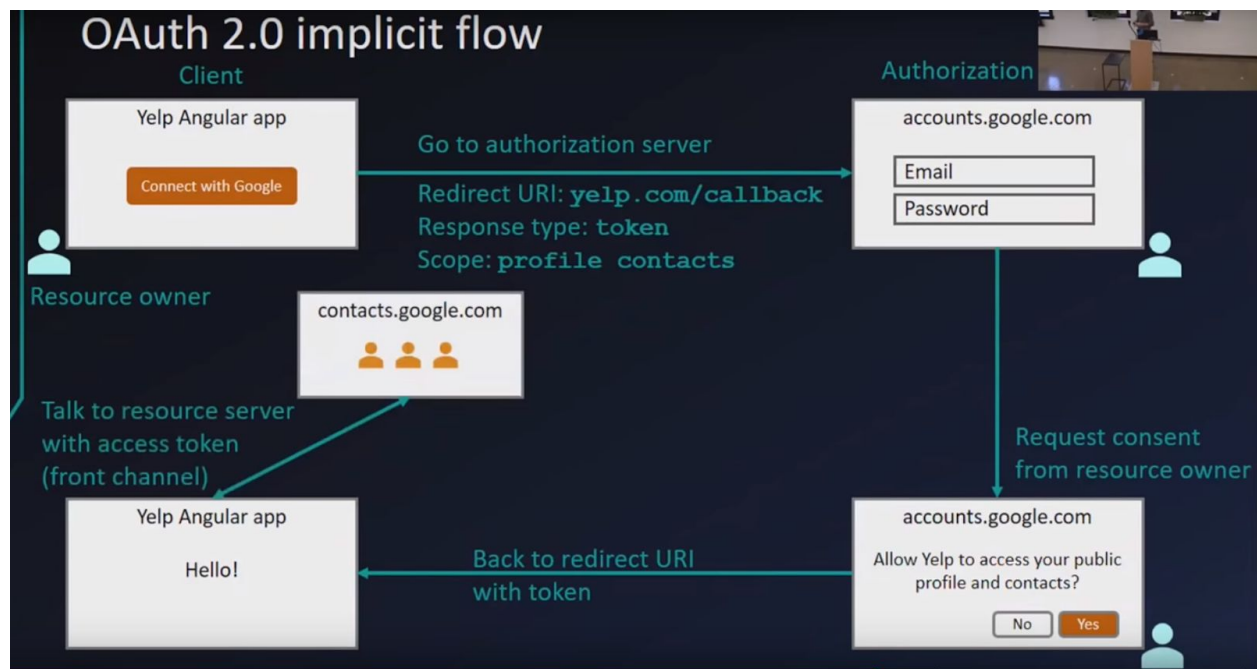 OAuth 2.0 implicit flow
Client
Authorization
Yelp Angular app
Connect with Google
Go to authorization server
Redirect URI: yelp.com/callback
Response type: token
Scope: profile contacts
accounts.google.com
Email
Password
Resource owner
contacts.google.com
Talk to resource server
with access token
(front channel)
Request consent
from resource owner
Yelp Angular app
Hello!
Back to redirect URI
with token
accounts.google.com
Allow Yelp to access your public
profile and contacts?
No
Yes